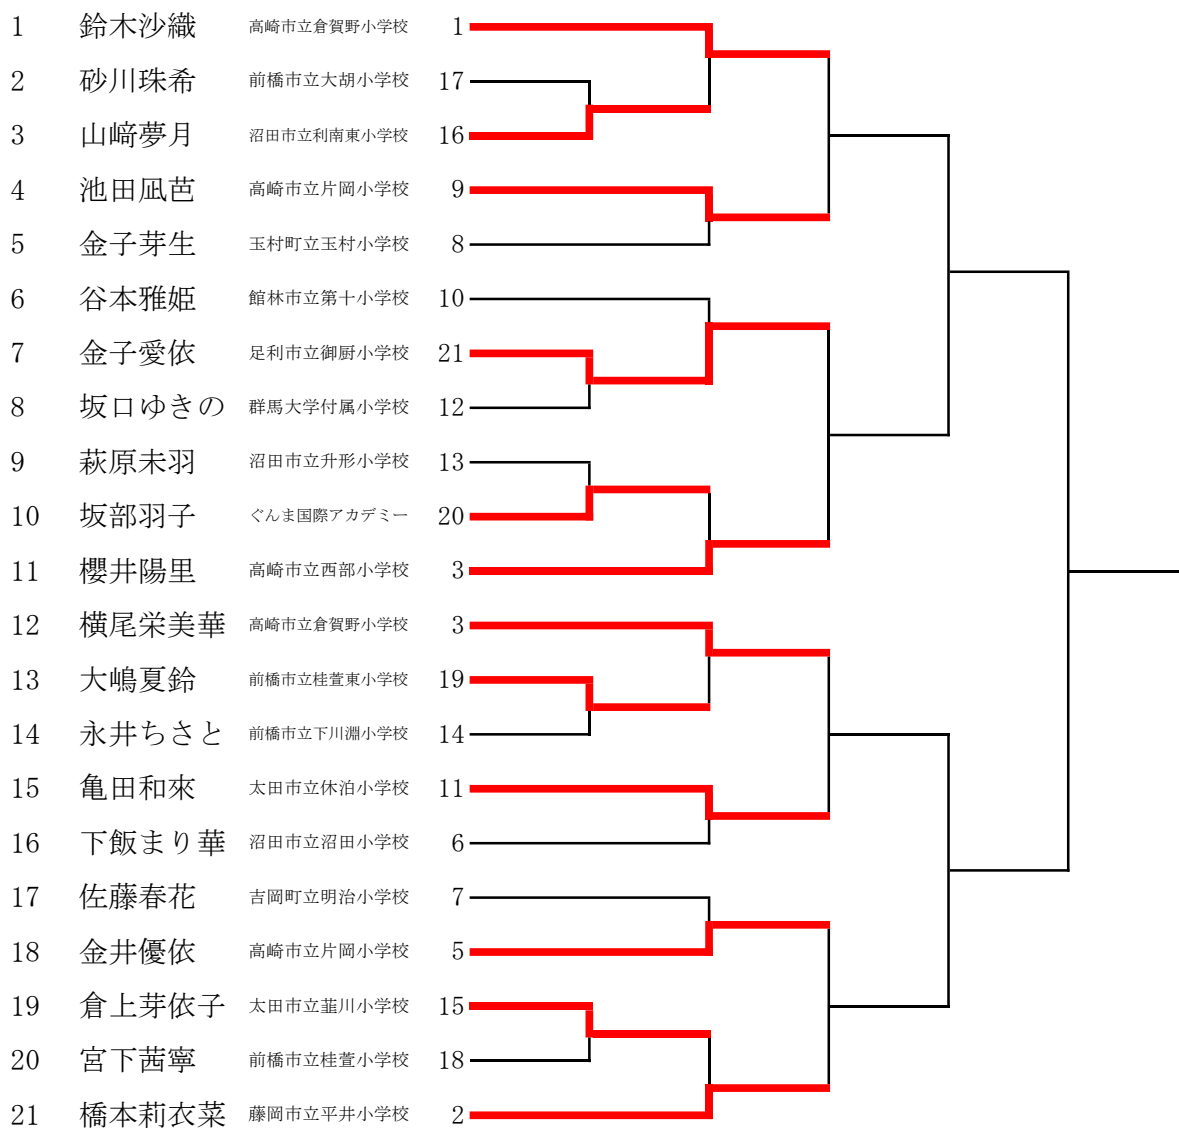 1 鈴木沙織 高崎市立倉賀野小学校 1
2 砂川珠希 前橋市立大胡小学校 17
3 山﨑夢月 沼田市立利南東小学校 16
4 池田凪芭 高崎市立片岡小学校 9
5 金子芽生 玉村町立玉村小学校 8
6 谷本雅姫 館林市立第十小学校 10
7 金子愛依 足利市立御厨小学校 21
8 坂口ゆきの 群馬大学付属小学校 12
9 萩原未羽 沼田市立升形小学校 13
10 坂部羽子 ぐんま国際アカデミー 20
11 櫻井陽里 高崎市立西部小学校 3
12 横尾栄美華 高崎市立倉賀野小学校 3
13 大嶋夏鈴 前橋市立桂萱東小学校 19
14 永井ちさと 前橋市立下川淵小学校 14
15 亀田和來 太田市立休泊小学校 11
16 下飯まり華 沼田市立沼田小学校 6
17 佐藤春花 吉岡町立明治小学校 7
18 金井優依 高崎市立片岡小学校 5
19 倉上芽依子 太田市立韮川小学校 15
20 宮下茜寧 前橋市立桂萱小学校 18
21 橋本莉衣菜 藤岡市立平井小学校 2